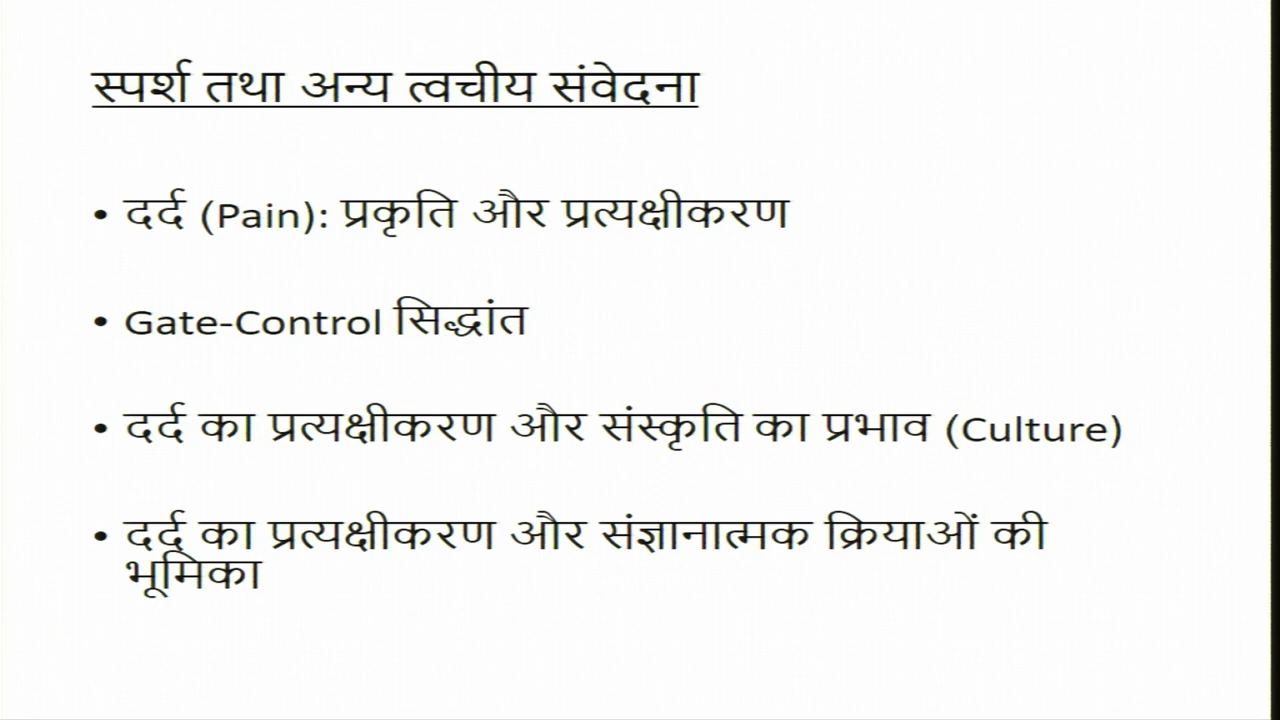 स्पर्श तथा अन्य त्वचीय संवेदना
• दर्द (Pain): प्रकृति और प्रत्यक्षीकरण
• Gate-Control सिद्धांत
• दर्द का प्रत्यक्षीकरण और संस्कृति का प्रभाव (Culture)
• दर्द का प्रत्यक्षीकरण और संज्ञानात्मक क्रियाओं की
भूमिका